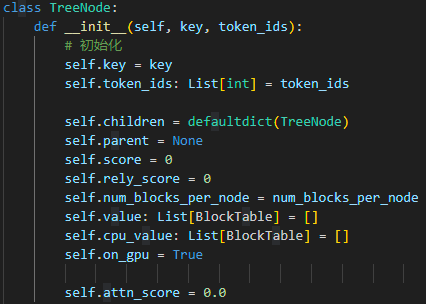 class TreeNode:
def __init__(self, key, token_ids):
# 初始化
self.key = key
self.token_ids: List[int] = token_ids
self.children = defaultdict(TreeNode)
self.parent = None
self.score = 0
self.rely_score = 0
self.num_blocks_per_node = num_blocks_per_node
self.value: List[BlockTable] = []
self.cpu_value: List[BlockTable] = []
self.on_gpu = True
self.attn_score = 0.0